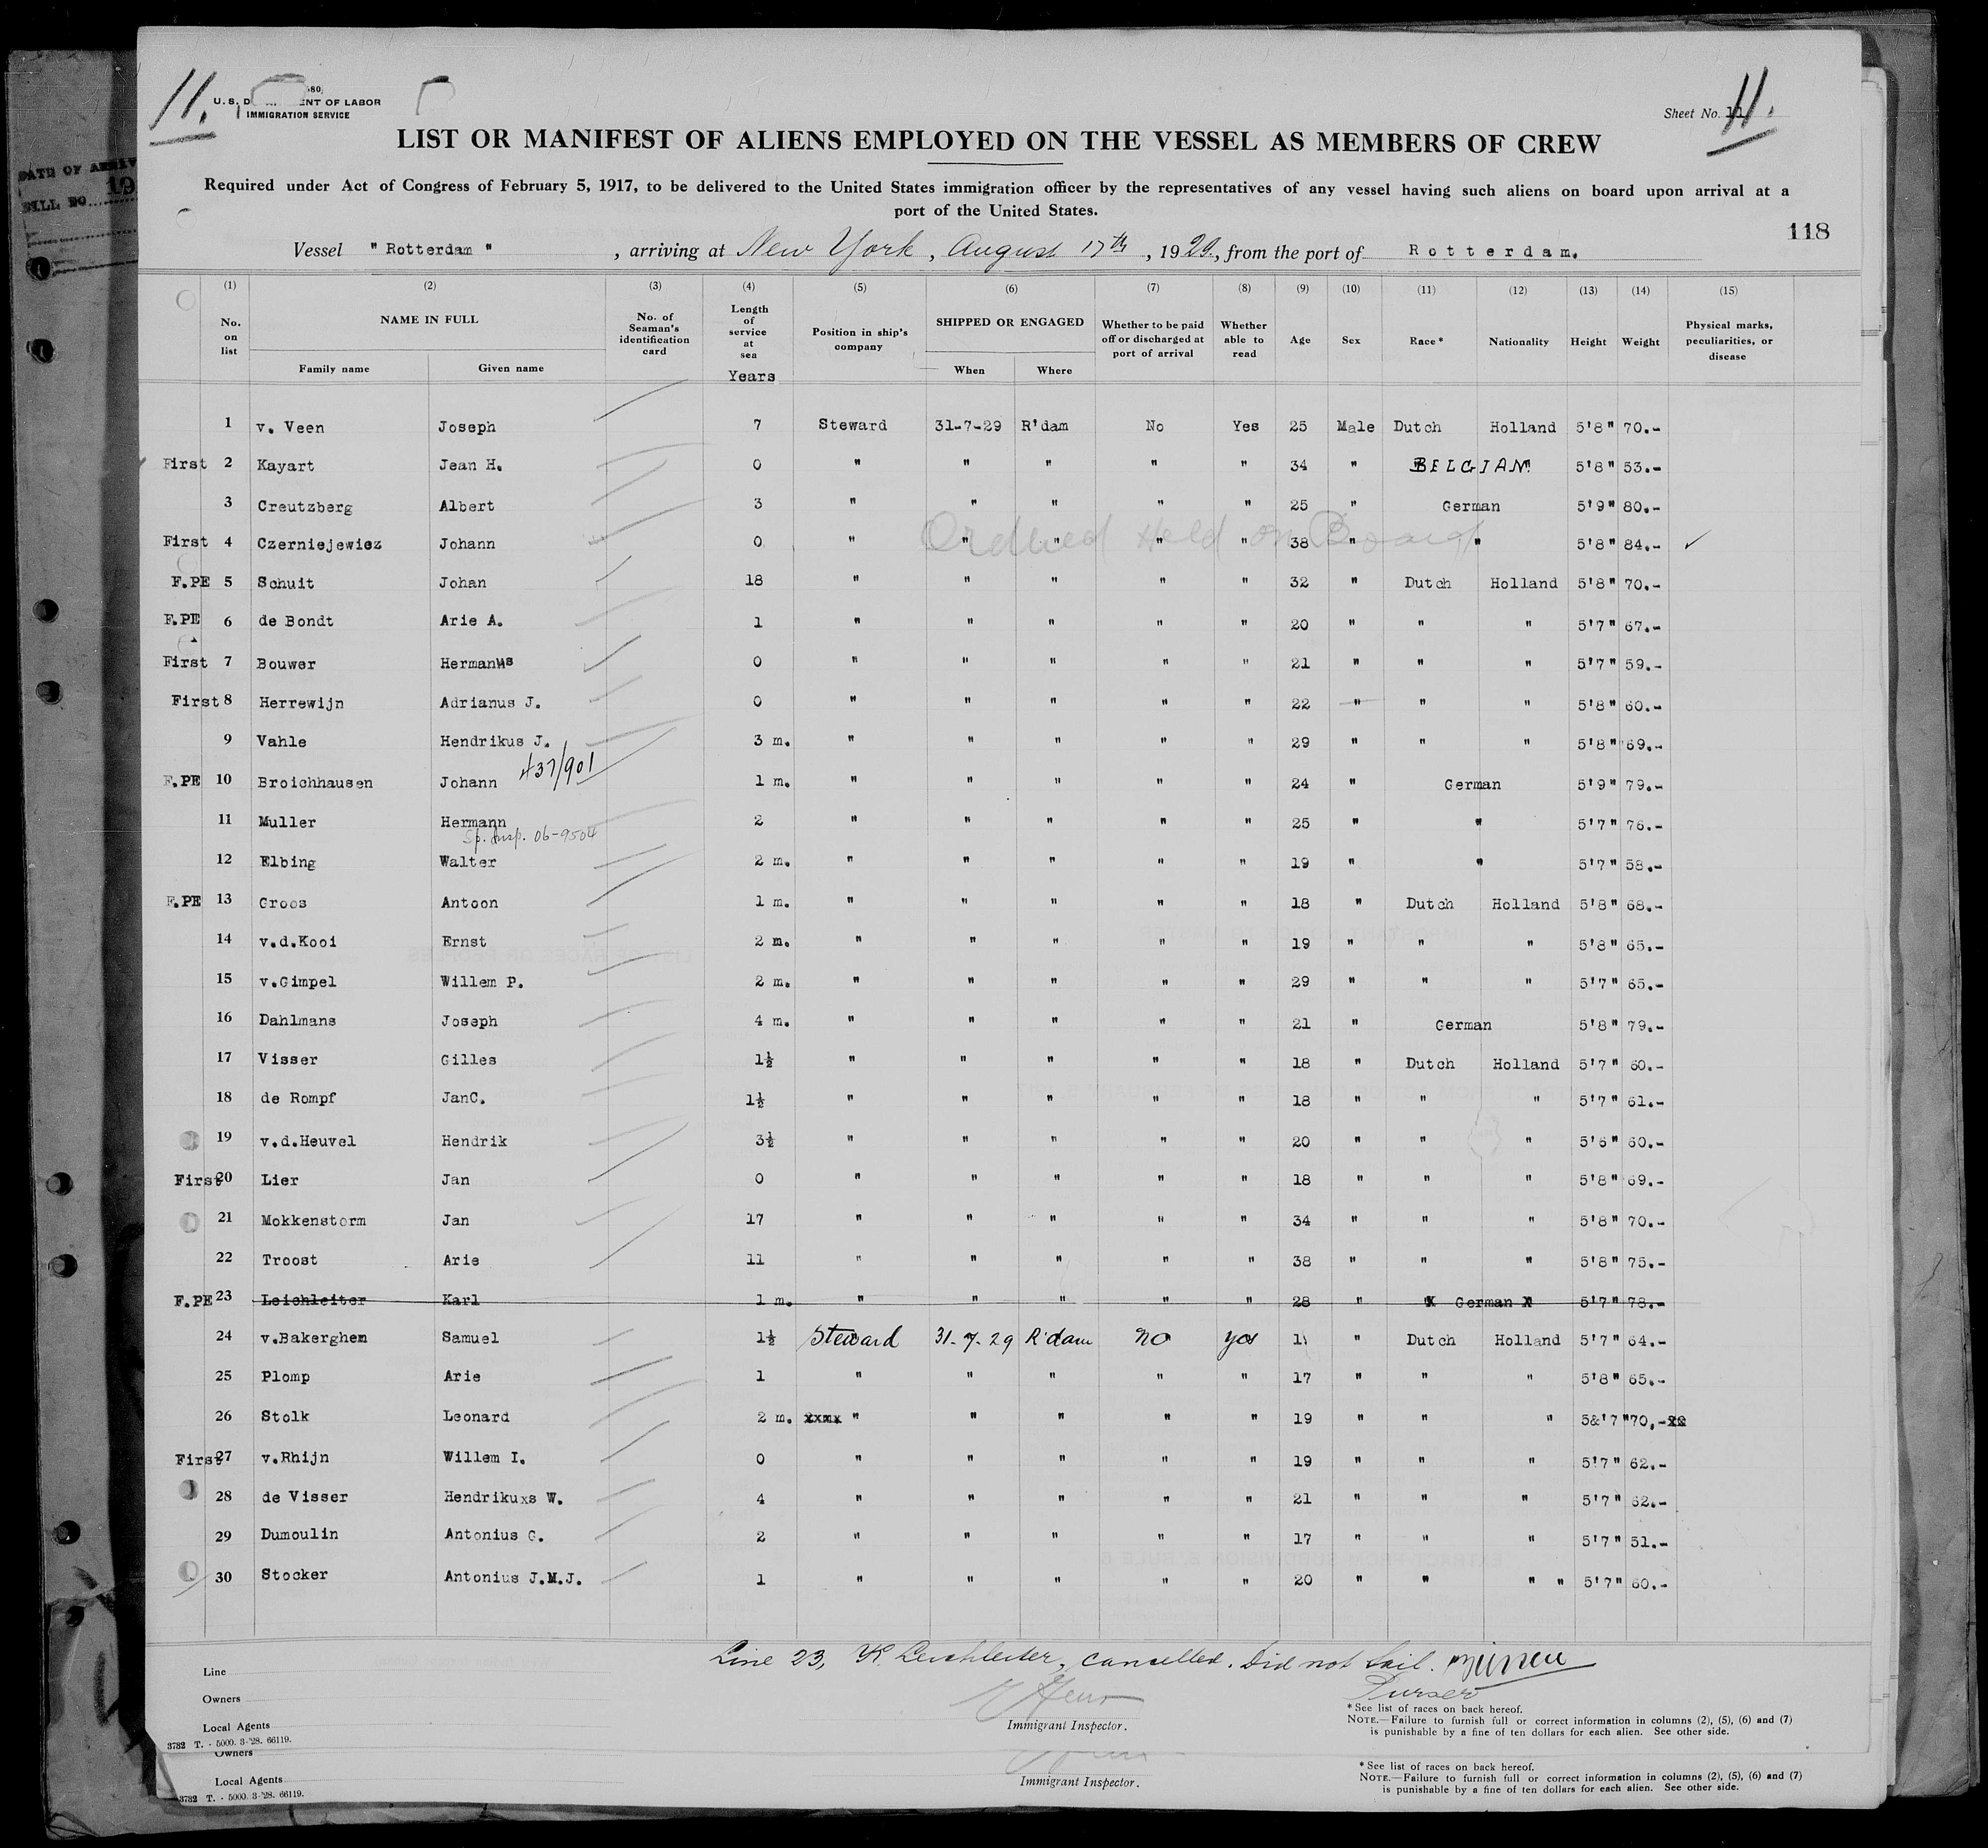 11.
U. S. D ENT OF LABOR
IMMIGRATION SERVICE
Sheet No. 11
11.
LIST OR MANIFEST OF ALIENS EMPLOYED ON THE VESSEL AS MEMBERS OF CREW
Required under Act of Congress of February 5, 1917, to be delivered to the United States immigration officer by the representatives of any vessel having such aliens on board upon arrival at a
port of the United States.
118
Vessel "Rotterdam", arriving at New York, August 17th, 1929, from the port of Rotterdam.
(1) (2) (3) (4) (5) (6) (7) (8) (9) (10) (11) (12) (13) (14) (15)
No. on list NAME IN FULL Family name Given name No. of Seaman's identification card Length of service at sea Years Position in ship's company SHIPPED OR ENGAGED When Where Whether to be paid off or discharged at port of arrival Whether able to read Age Sex Race* Nationality Height Weight Physical marks, peculiarities, or disease
1 v. Veen Joseph 7 Steward 31-7-29 R'dam No Yes 25 Male Dutch Holland 5'8" 70.-
First 2 Kayart Jean H. 0 " " " " " 34 " BELGIAN 5'8" 53.-
3 Creutzberg Albert 3 " " " " " 25 " German 5'9" 80.-
Ordered Held on Board
First 4 Czerniejewicz Johann 0 " " " " " 38 " " 5'8" 84.- ✓
F.PE 5 Schuit Johan 18 " " " " " 32 " Dutch Holland 5'8" 70.-
F.PE 6 de Bondt Arie A. 1 " " " " " 20 " " " 5'7" 67.-
First 7 Bouwer Hermanus 0 " " " " " 21 " " " 5'7" 59.-
First 8 Herrewijn Adrianus J. 0 " " " " " 22 " " " 5'8" 60.-
9 Vahle Hendrikus J. 3 m. " " " " " 29 " " " 5'8" 69.-
437/901
F.PE 10 Broichhausen Johann 1 m. " " " " " 24 " German 5'9" 79.-
11 Muller Hermann 2 " " " " " 25 " " 5'7" 76.-
Sp. Insp. 06-9504
12 Elbing Walter 2 m. " " " " " 19 " " 5'7" 58.-
F.PE 13 Groos Antoon 1 m. " " " " " 18 " Dutch Holland 5'8" 68.-
14 v.d.Kooi Ernst 2 m. " " " " " 19 " " " 5'8" 65.-
15 v.Gimpel Willem P. 2 m. " " " " " 29 " " " 5'7" 65.-
16 Dahlmans Joseph 4 m. " " " " " 21 " German 5'8" 79.-
17 Visser Gilles 1½ " " " " " 18 " Dutch Holland 5'7" 60.-
18 de Rompf JanC. 1½ " " " " " 18 " " " 5'7" 61.-
19 v.d.Heuvel Hendrik 3½ " " " " " 20 " " " 5'6" 60.-
First 20 Lier Jan 0 " " " " " 18 " " " 5'8" 69.-
21 Mokkenstorm Jan 17 " " " " " 34 " " " 5'8" 70.-
22 Troost Arie 11 " " " " " 38 " " " 5'8" 75.-
F.PE 23 Leichleiter Karl 1 m. " " " " " 28 " German 5'7" 78.-
24 v.Bakerghem Samuel 1½ Steward 31-7-29 R'dam no yes " Dutch Holland 5'7" 64.-
25 Plomp Arie 1 " " " " " 17 " " " 5'8" 65.-
26 Stolk Leonard 2 m. xxmx " " " " " 19 " " " 5&'7" 70,-
First 27 v.Rhijn Willem I. 0 " " " " " 19 " " " 5'7" 62.-
28 de Visser Hendrikuxs W. 4 " " " " " 21 " " " 5'7" 62.-
29 Dumoulin Antonius G. 2 " " " " " 17 " " " 5'7" 51.-
30 Stocker Antonius J.M.J. 1 " " " " " 20 " " " " 5'7" 60.-
Line 23, K. Leichleiter, cancelled. Did not sail.
Purser
Line
Owners
Local Agents
Immigrant Inspector.
*See list of races on back hereof.
NOTE.—Failure to furnish full or correct information in columns (2), (5), (6) and (7)
is punishable by a fine of ten dollars for each alien. See other side.
3782 T. - 5000. 3-'28. 66119.
Owners
Local Agents
Immigrant Inspector.
*See list of races on back hereof.
NOTE.—Failure to furnish full or correct information in columns (2), (5), (6) and (7)
is punishable by a fine of ten dollars for each alien. See other side.
3782 T. - 5000. 3-'28. 66119.